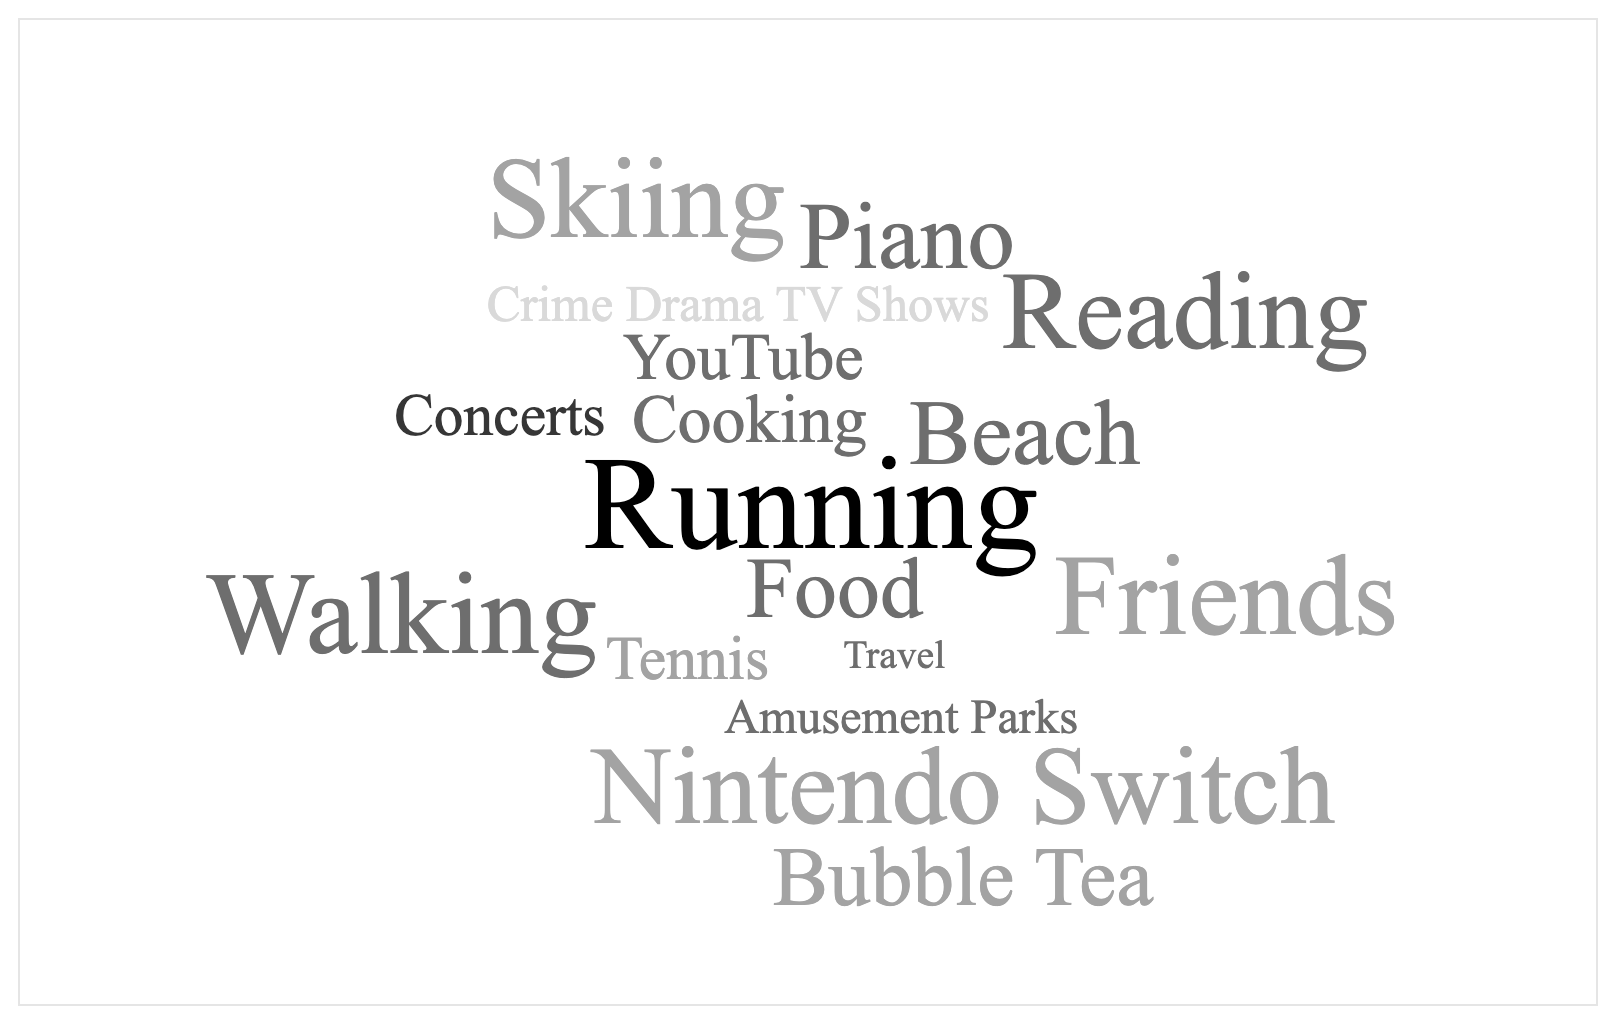 Skiing
Piano
Crime Drama TV Shows
Reading
YouTube
Concerts
Cooking
Beach
Running
Walking
Food
Friends
Tennis
Travel
Amusement Parks
Nintendo Switch
Bubble Tea